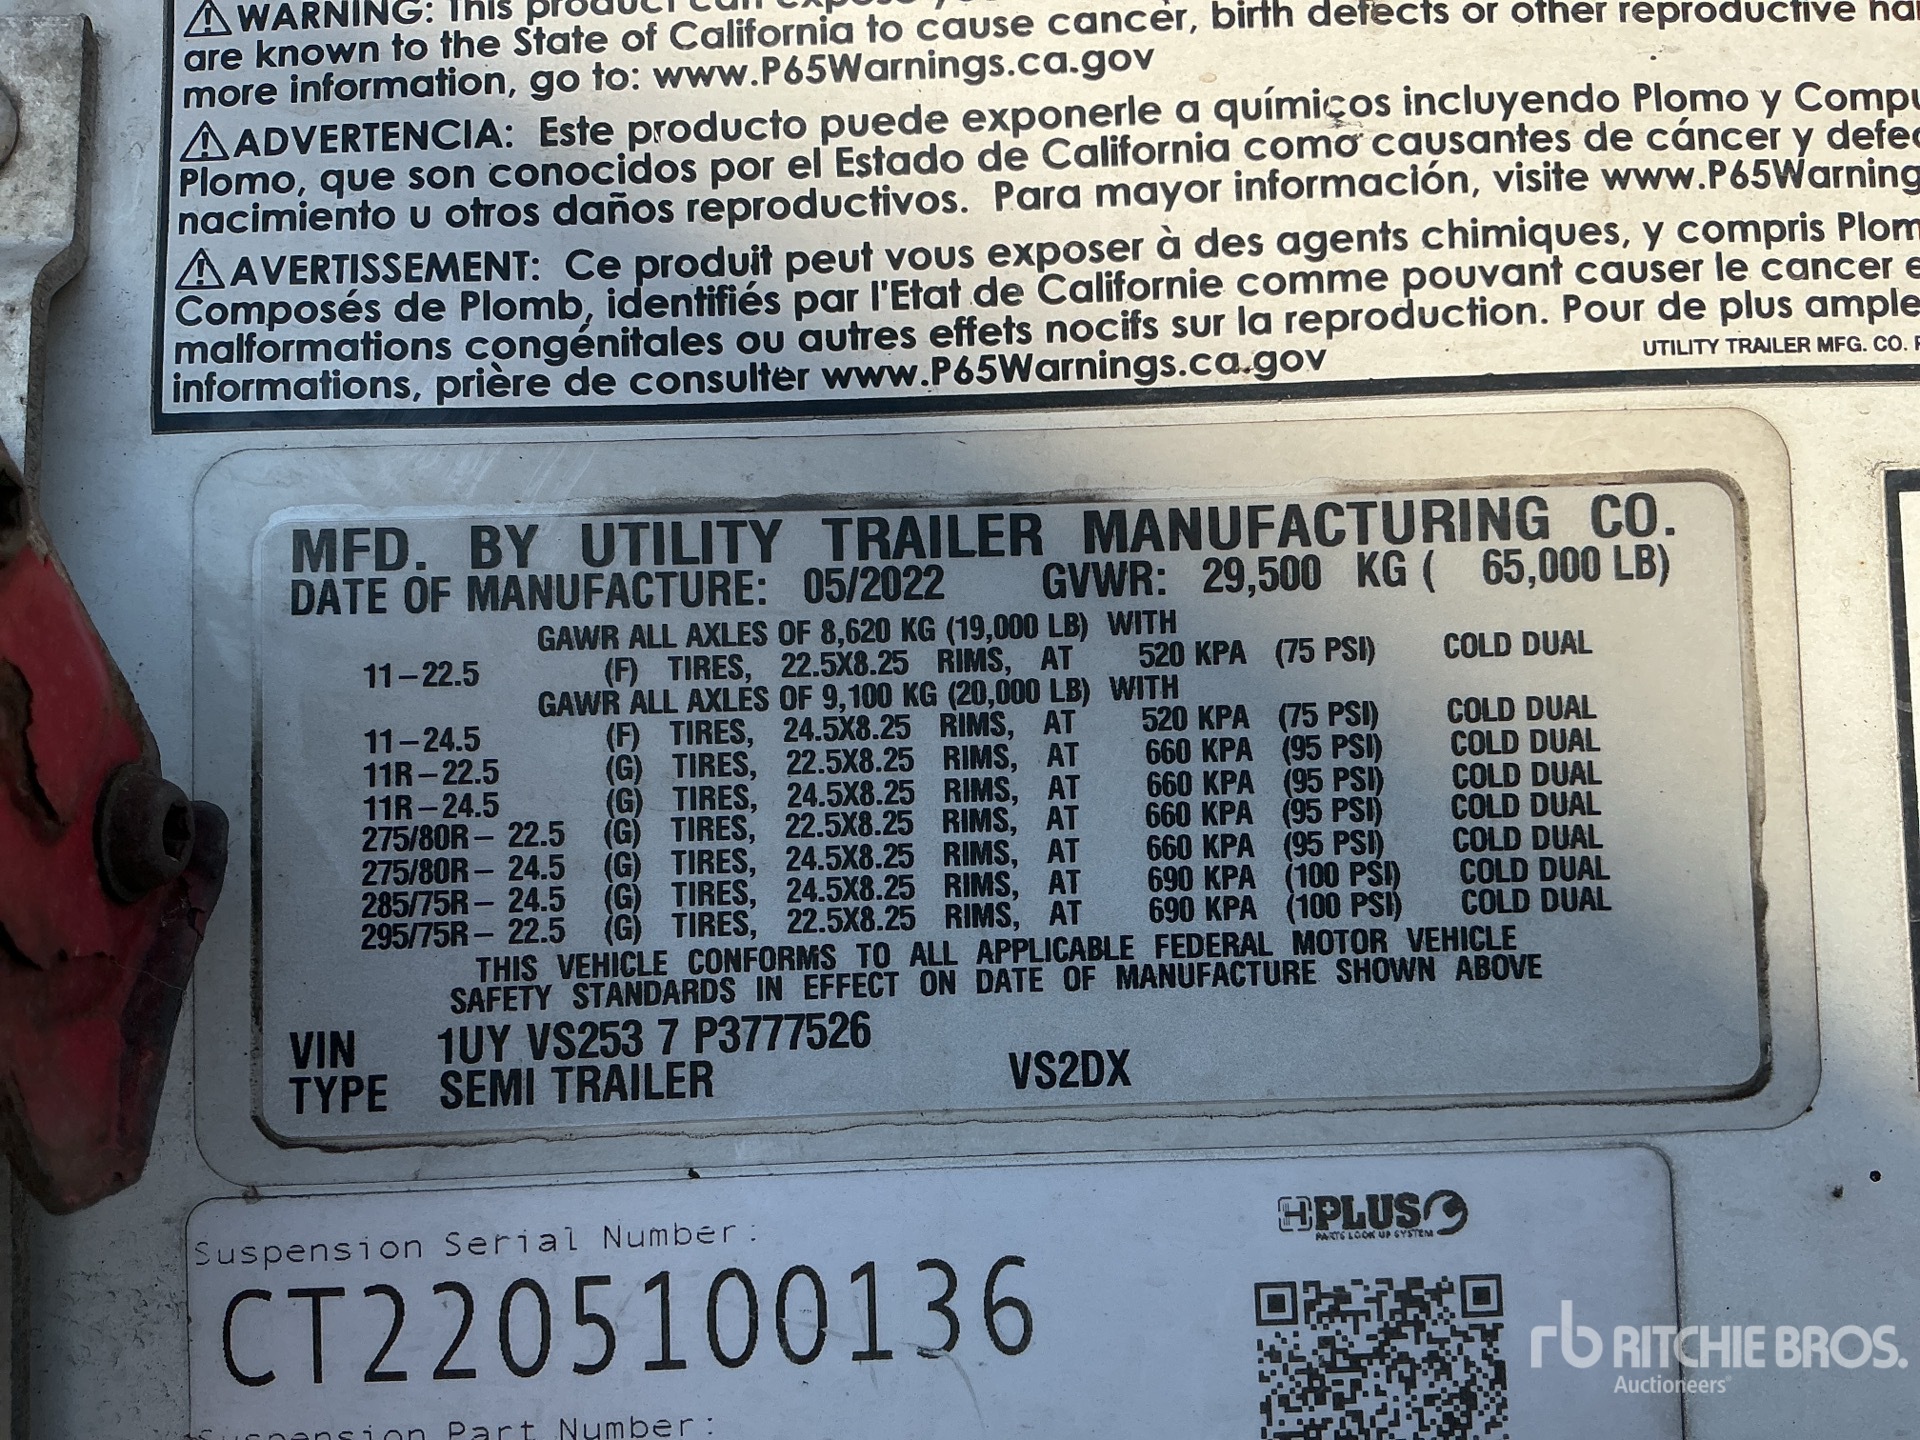 ⚠WARNING: This product can expose
are known to the State of California to cause cancer, birth defects or other reproductive
more information, go to: www.P65Warnings.ca.gov
⚠ADVERTENCIA: Este producto puede exponerle a químicos incluyendo Plomo y
Plomo, que son conocidos por el Estado de California como causantes de cáncer y
nacimiento u otros daños reproductivos. Para mayor información, visite
⚠AVERTISSEMENT: Ce produit peut vous exposer à des agents chimiques, y compris
Composés de Plomb, identifiés par l'Etat de Californie comme pouvant causer le cancer
malformations congénitales ou autres effets nocifs sur la reproduction. Pour de plus
informations, prière de consulter www.P65Warnings.ca.gov
UTILITY TRAILER MFG. CO.
MFD. BY UTILITY TRAILER MANUFACTURING CO.
DATE OF MANUFACTURE: 05/2022 GVWR: 29,500 KG ( 65,000 LB)
GAWR ALL AXLES OF 8,620 KG (19,000 LB) WITH
11-22.5 (F) TIRES, 22.5X8.25 RIMS, AT 520 KPA (75 PSI) COLD DUAL
GAWR ALL AXLES OF 9,100 KG (20,000 LB) WITH
11-24.5 (F) TIRES, 24.5X8.25 RIMS, AT 520 KPA (75 PSI) COLD DUAL
11R-22.5 (G) TIRES, 22.5X8.25 RIMS, AT 660 KPA (95 PSI) COLD DUAL
11R-24.5 (G) TIRES, 24.5X8.25 RIMS, AT 660 KPA (95 PSI) COLD DUAL
275/80R- 22.5 (G) TIRES, 22.5X8.25 RIMS, AT 660 KPA (95 PSI) COLD DUAL
275/80R- 24.5 (G) TIRES, 24.5X8.25 RIMS, AT 660 KPA (95 PSI) COLD DUAL
285/75R- 24.5 (G) TIRES, 24.5X8.25 RIMS, AT 690 KPA (100 PSI) COLD DUAL
295/75R- 22.5 (G) TIRES, 22.5X8.25 RIMS, AT 690 KPA (100 PSI) COLD DUAL
THIS VEHICLE CONFORMS TO ALL APPLICABLE FEDERAL MOTOR VEHICLE
SAFETY STANDARDS IN EFFECT ON DATE OF MANUFACTURE SHOWN ABOVE
VIN 1UY VS253 7 P3777526
TYPE SEMI TRAILER VS2DX
HPLUS
PARTS LOOK UP SYSTEM
Suspension Serial Number:
CT2205100136
Suspension Part Number:
rb RITCHIE BROS.
Auctioneers